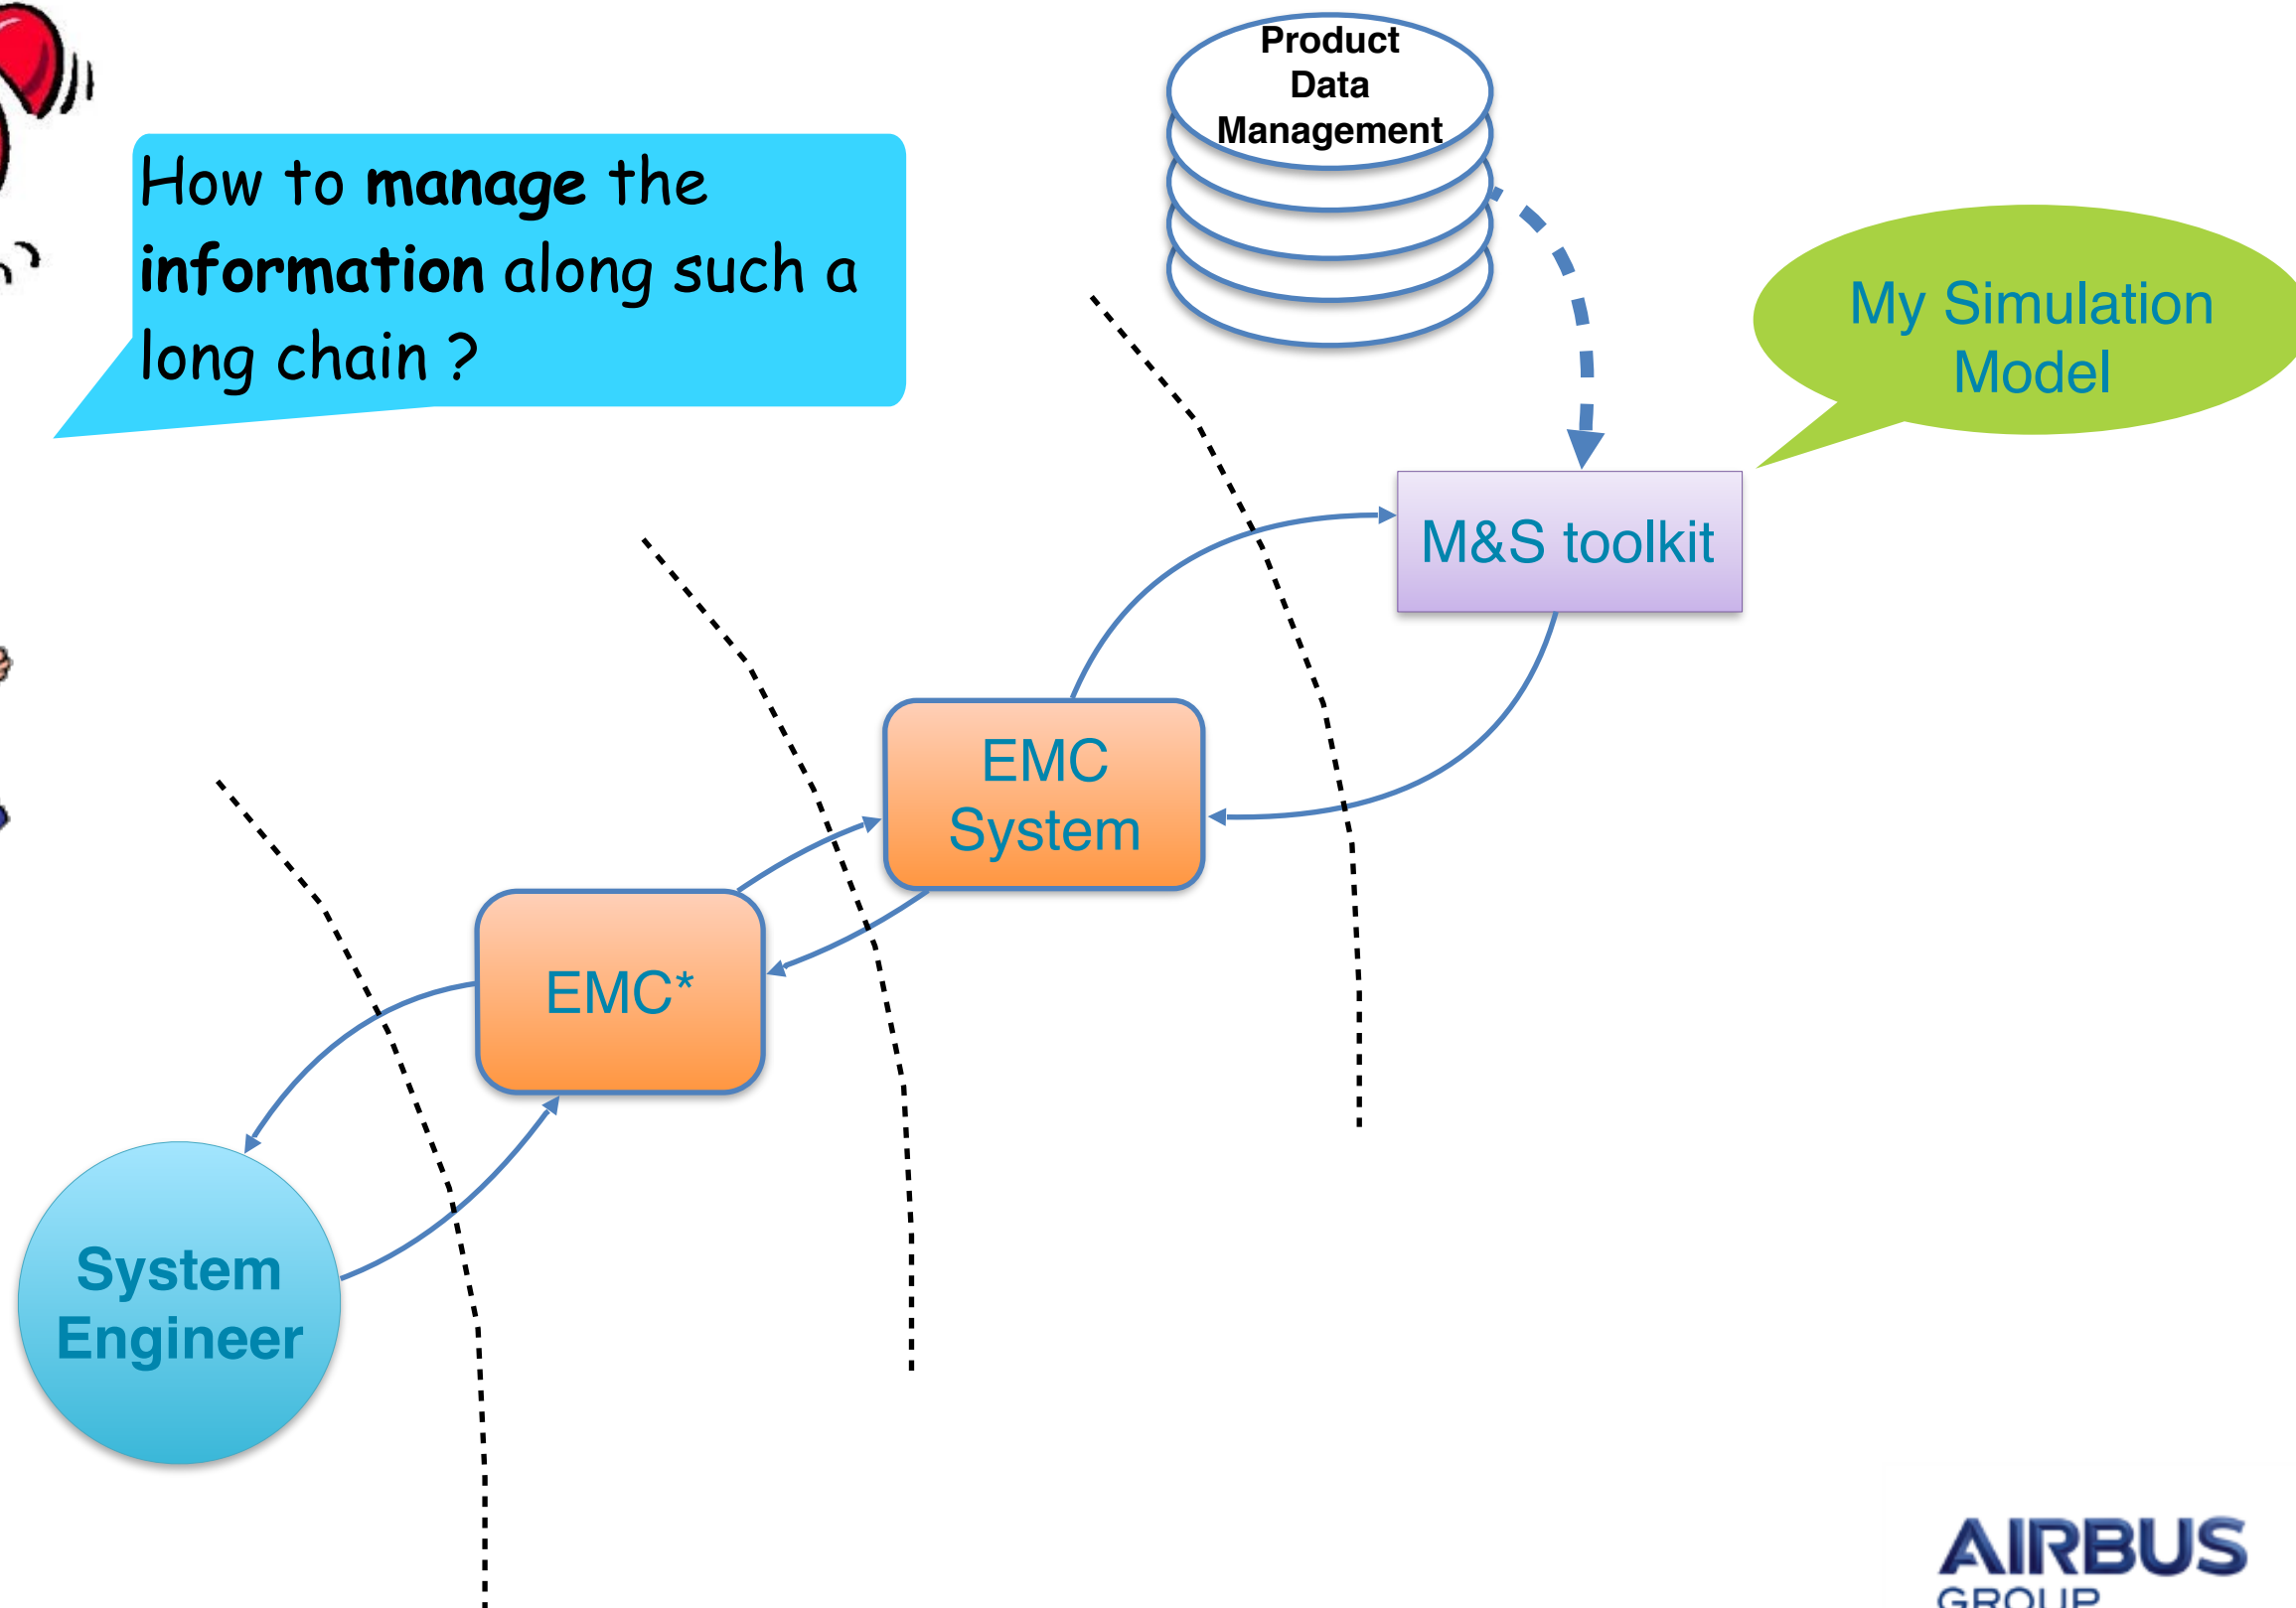 Product
Data
Management
How to manage the
information along such a
long chain ?
My Simulation
Model
M&S toolkit
EMC
System
EMC*
System
Engineer
AIRBUS
GROUP